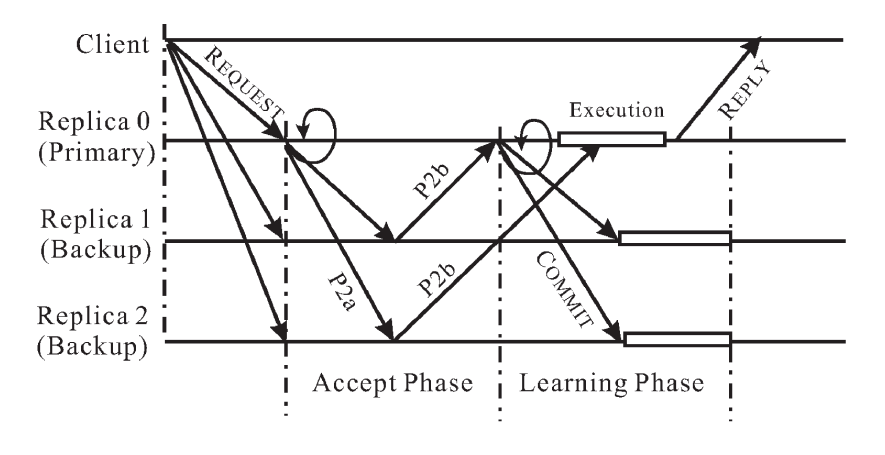 Client
REQUEST
Replica 0
(Primary)
Execution
REPLY
P2b
Replica 1
(Backup)
P2a
P2b
COMMIT
Replica 2
(Backup)
Accept Phase
Learning Phase